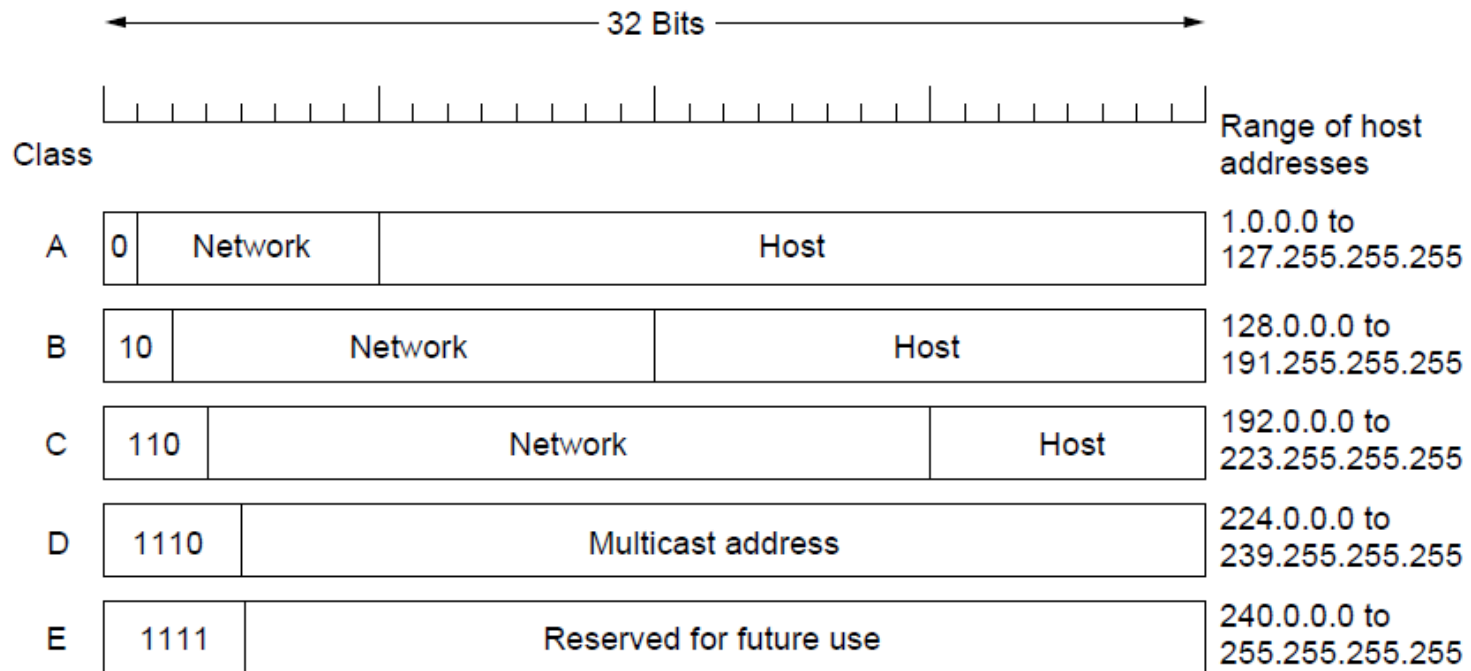 32 Bits
Range of host
addresses
Class
A 0 Network Host 1.0.0.0 to
127.255.255.255
B 10 Network Host 128.0.0.0 to
191.255.255.255
C 110 Network Host 192.0.0.0 to
223.255.255.255
D 1110 Multicast address 224.0.0.0 to
239.255.255.255
E 1111 Reserved for future use 240.0.0.0 to
255.255.255.255